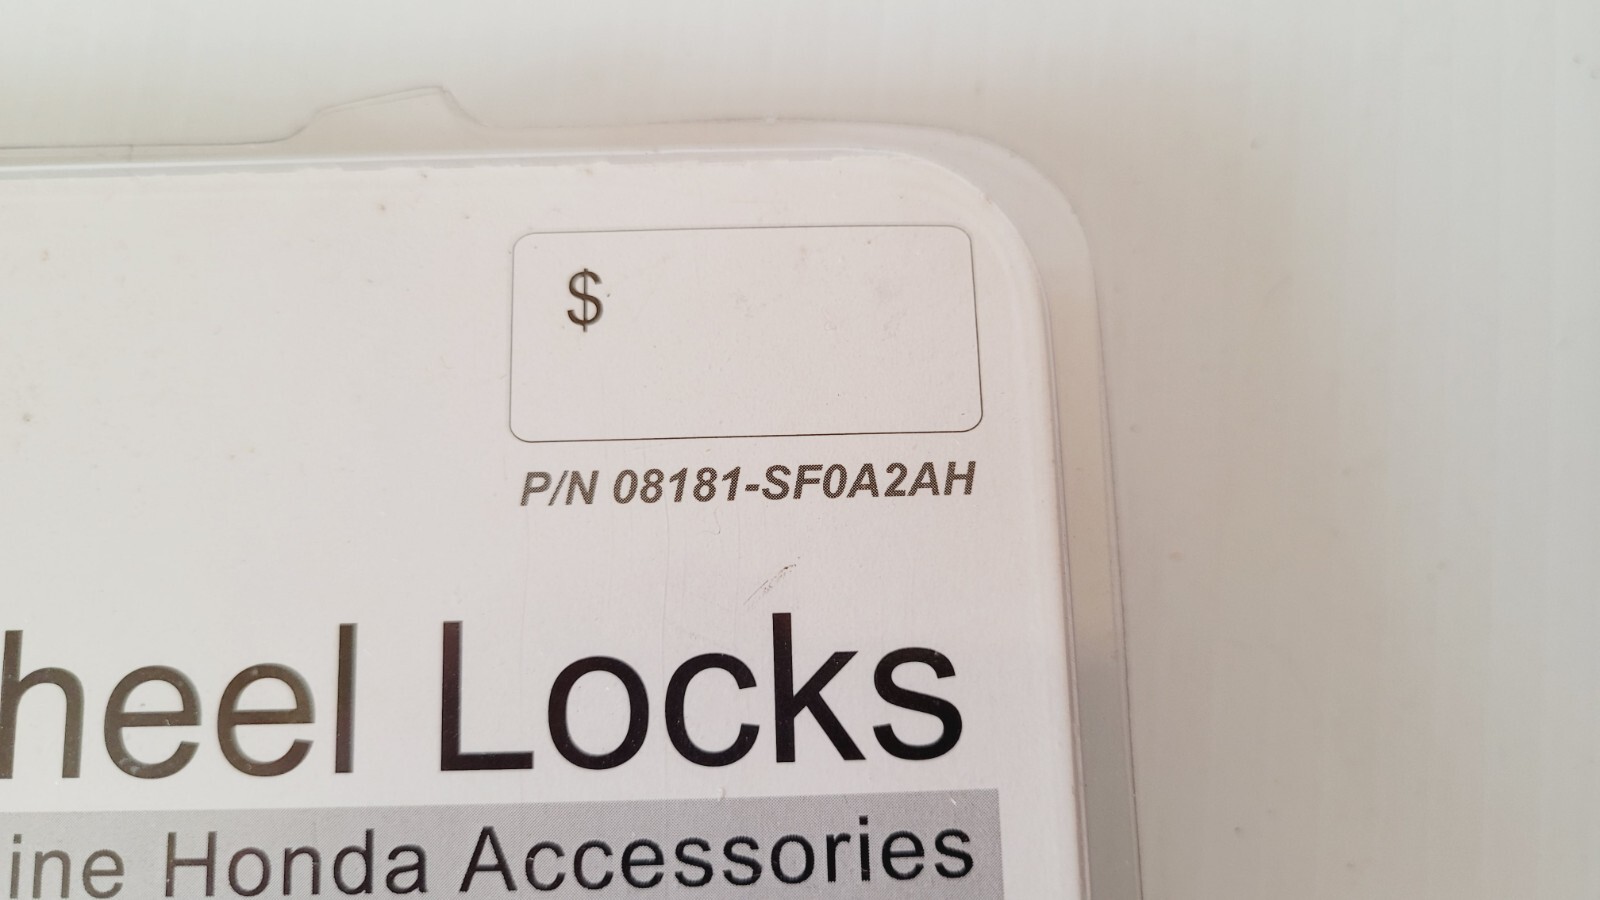 $
P/N 08181-SF0A2AH
heel Locks
ine Honda Accessories